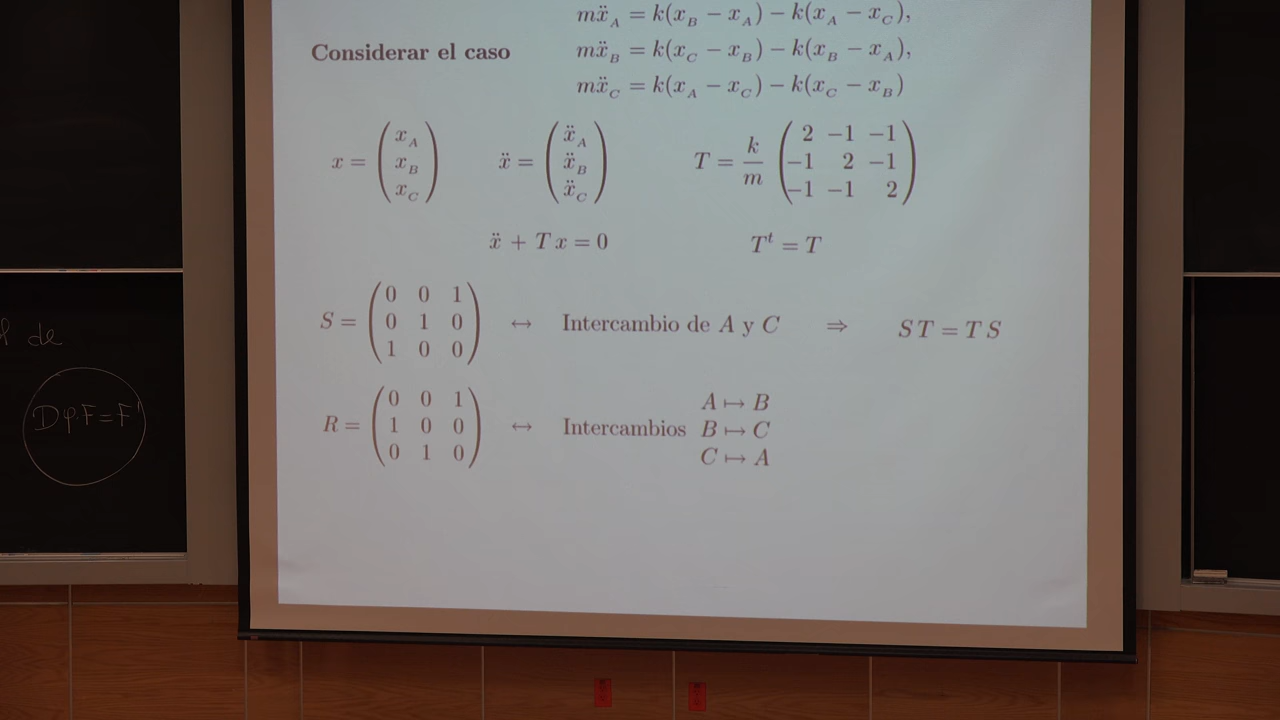 mẍ_A = k(x_B − x_A) − k(x_A − x_C),
Considerar el caso mẍ_B = k(x_C − x_B) − k(x_B − x_A),
mẍ_C = k(x_A − x_C) − k(x_C − x_B)
x = (x_A x_B x_C) ẍ = (ẍ_A ẍ_B ẍ_C) T = k/m (2 −1 −1 −1 2 −1 −1 −1 2)
ẍ + T x = 0 T^t = T
S = (0 0 1 0 1 0 1 0 0) ↔ Intercambio de A y C ⇒ S T = T S
R = (0 0 1 1 0 0 0 1 0) ↔ Intercambios A ↦ B B ↦ C C ↦ A
de
DφF=F'